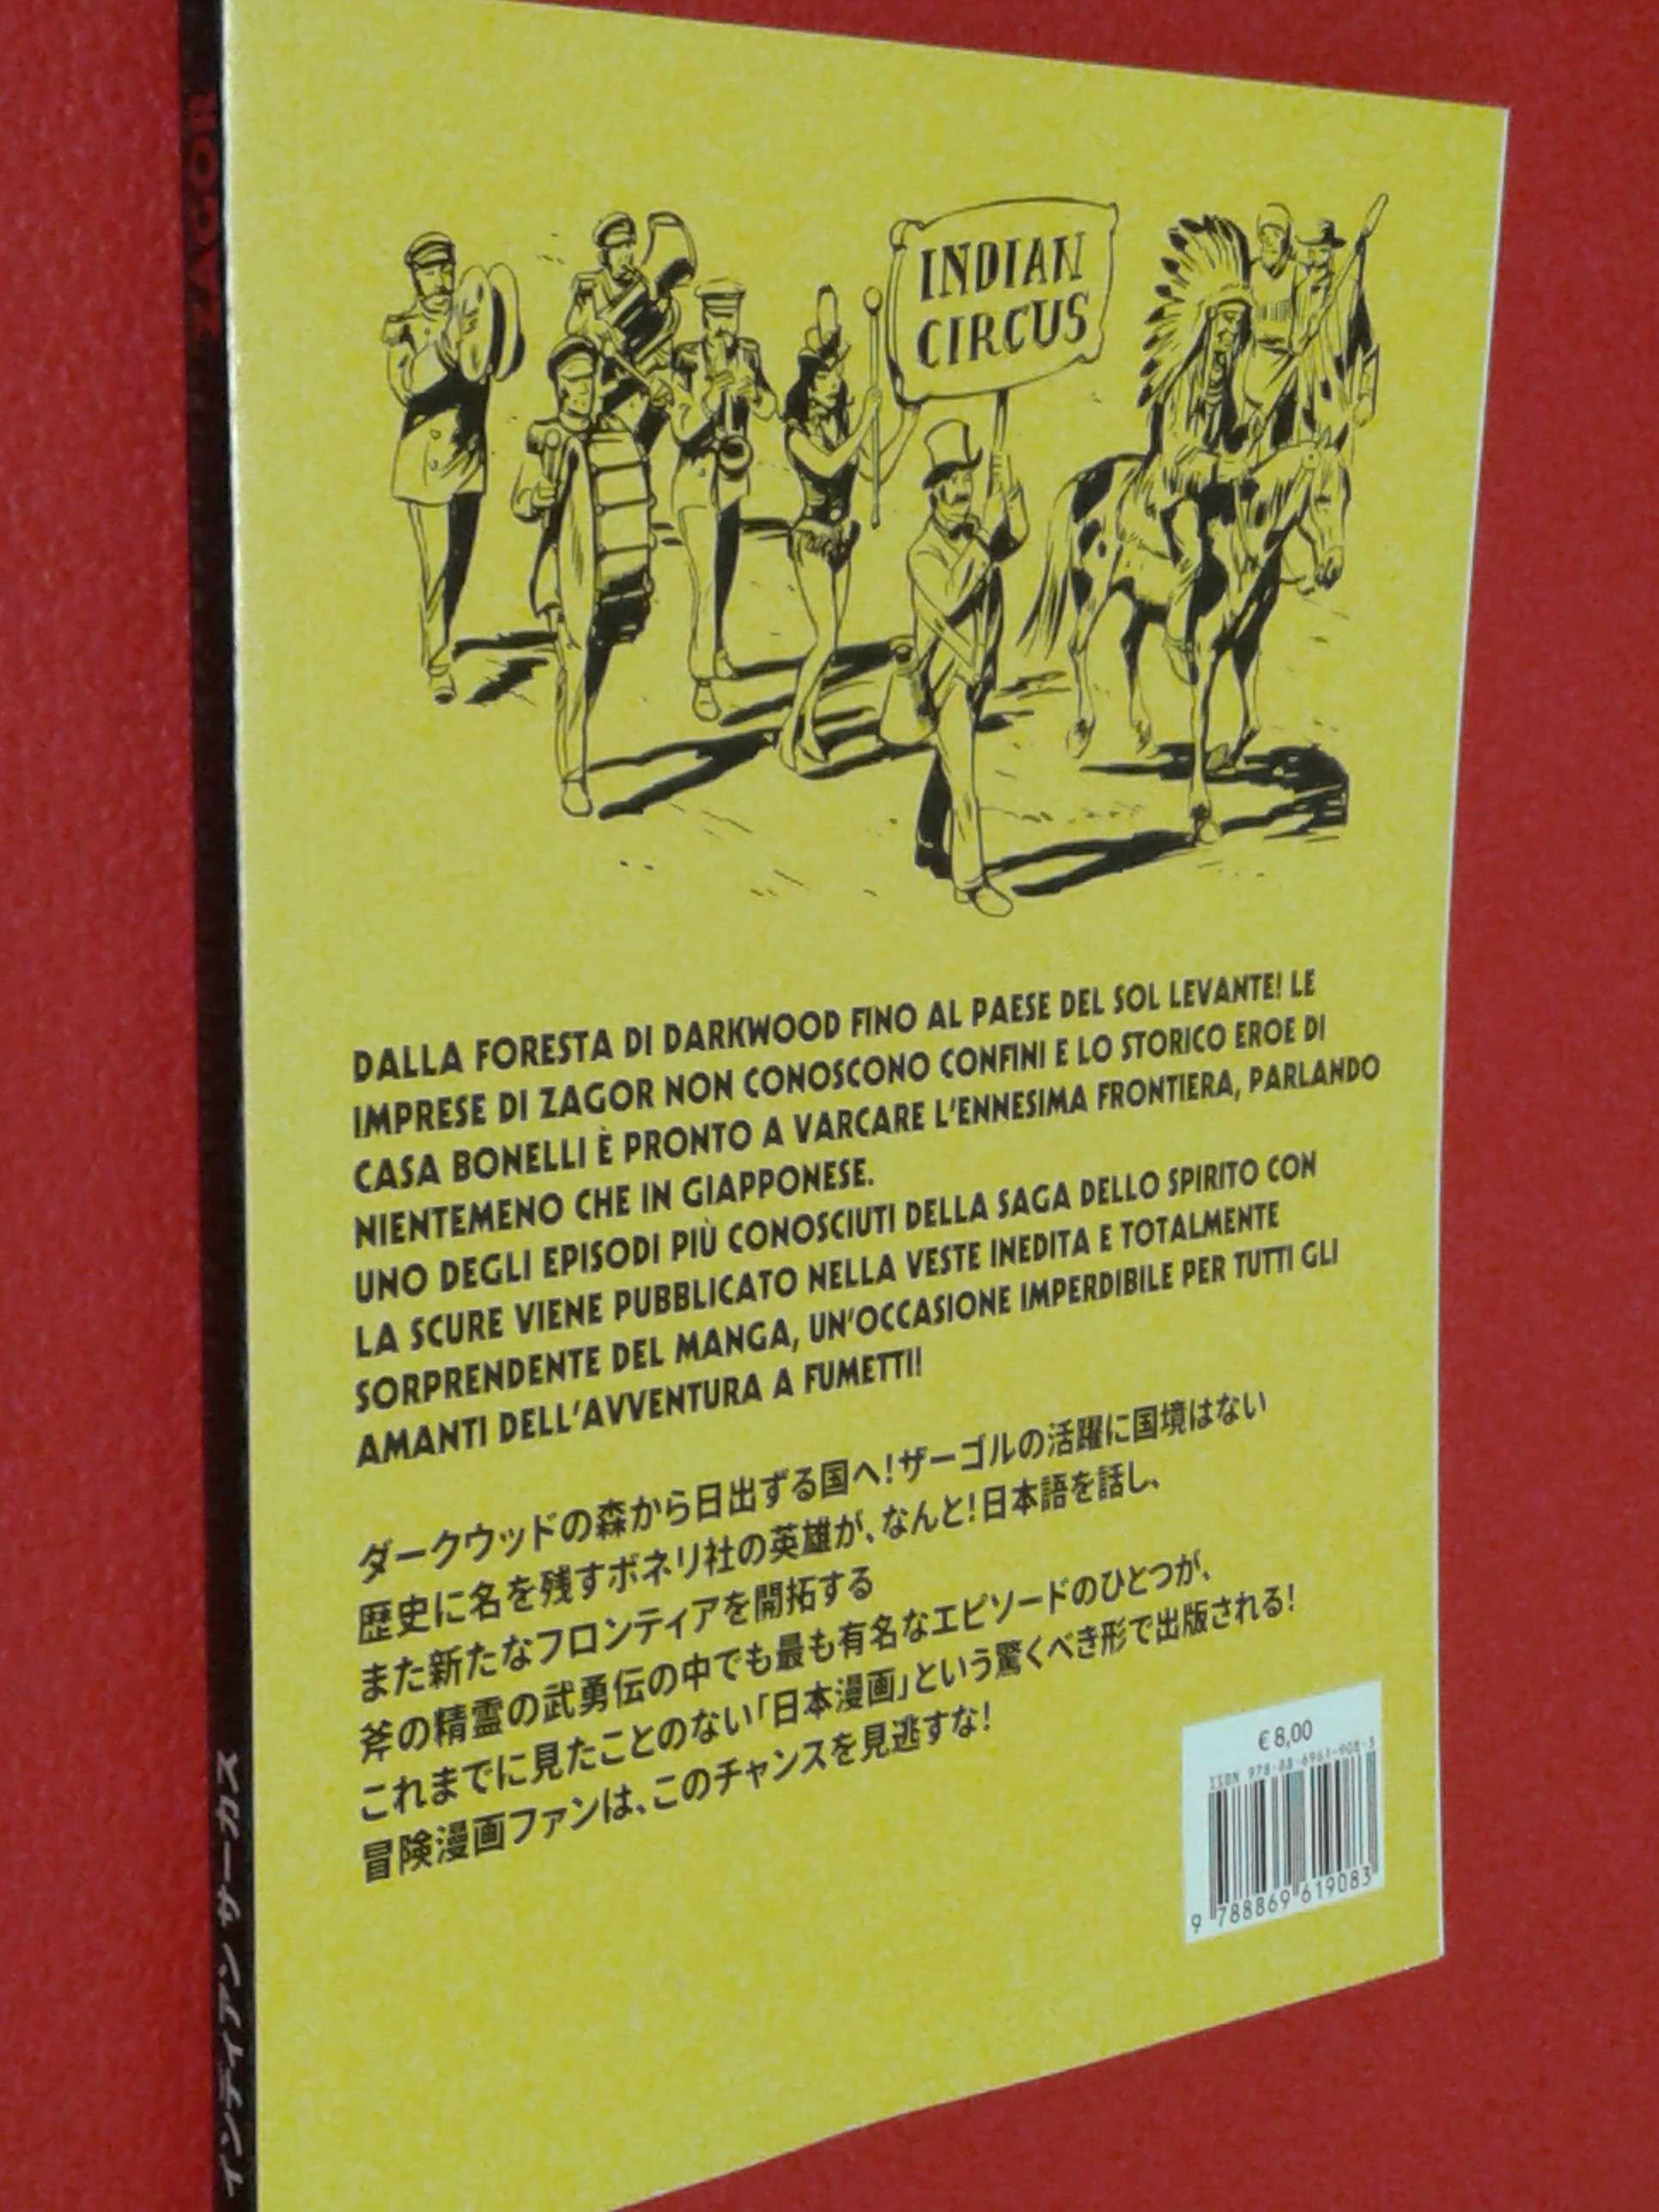 ZAGOR
インディアン サーカス
INDIAN
CIRCUS
DALLA FORESTA DI DARKWOOD FINO AL PAESE DEL SOL LEVANTE! LE
IMPRESE DI ZAGOR NON CONOSCONO CONFINI E LO STORICO EROE DI
CASA BONELLI È PRONTO A VARCARE L'ENNESIMA FRONTIERA, PARLANDO
NIENTEMENO CHE IN GIAPPONESE.
UNO DEGLI EPISODI PIÙ CONOSCIUTI DELLA SAGA DELLO SPIRITO CON
LA SCURE VIENE PUBBLICATO NELLA VESTE INEDITA E TOTALMENTE
SORPRENDENTE DEL MANGA, UN'OCCASIONE IMPERDIBILE PER TUTTI GLI
AMANTI DELL'AVVENTURA A FUMETTI!
ダークウッドの森から日出ずる国へ!ザーゴルの活躍に国境はない
歴史に名を残すボネリ社の英雄が、なんと!日本語を話し、
また新たなフロンティアを開拓する
斧の精霊の武勇伝の中でも最も有名なエピソードのひとつが、
これまでに見たことのない「日本漫画」という驚くべき形で出版される!
冒険漫画ファンは、このチャンスを見逃すな!
€ 8,00
ISBN 978-88-6961-908-3
9 788869 619083